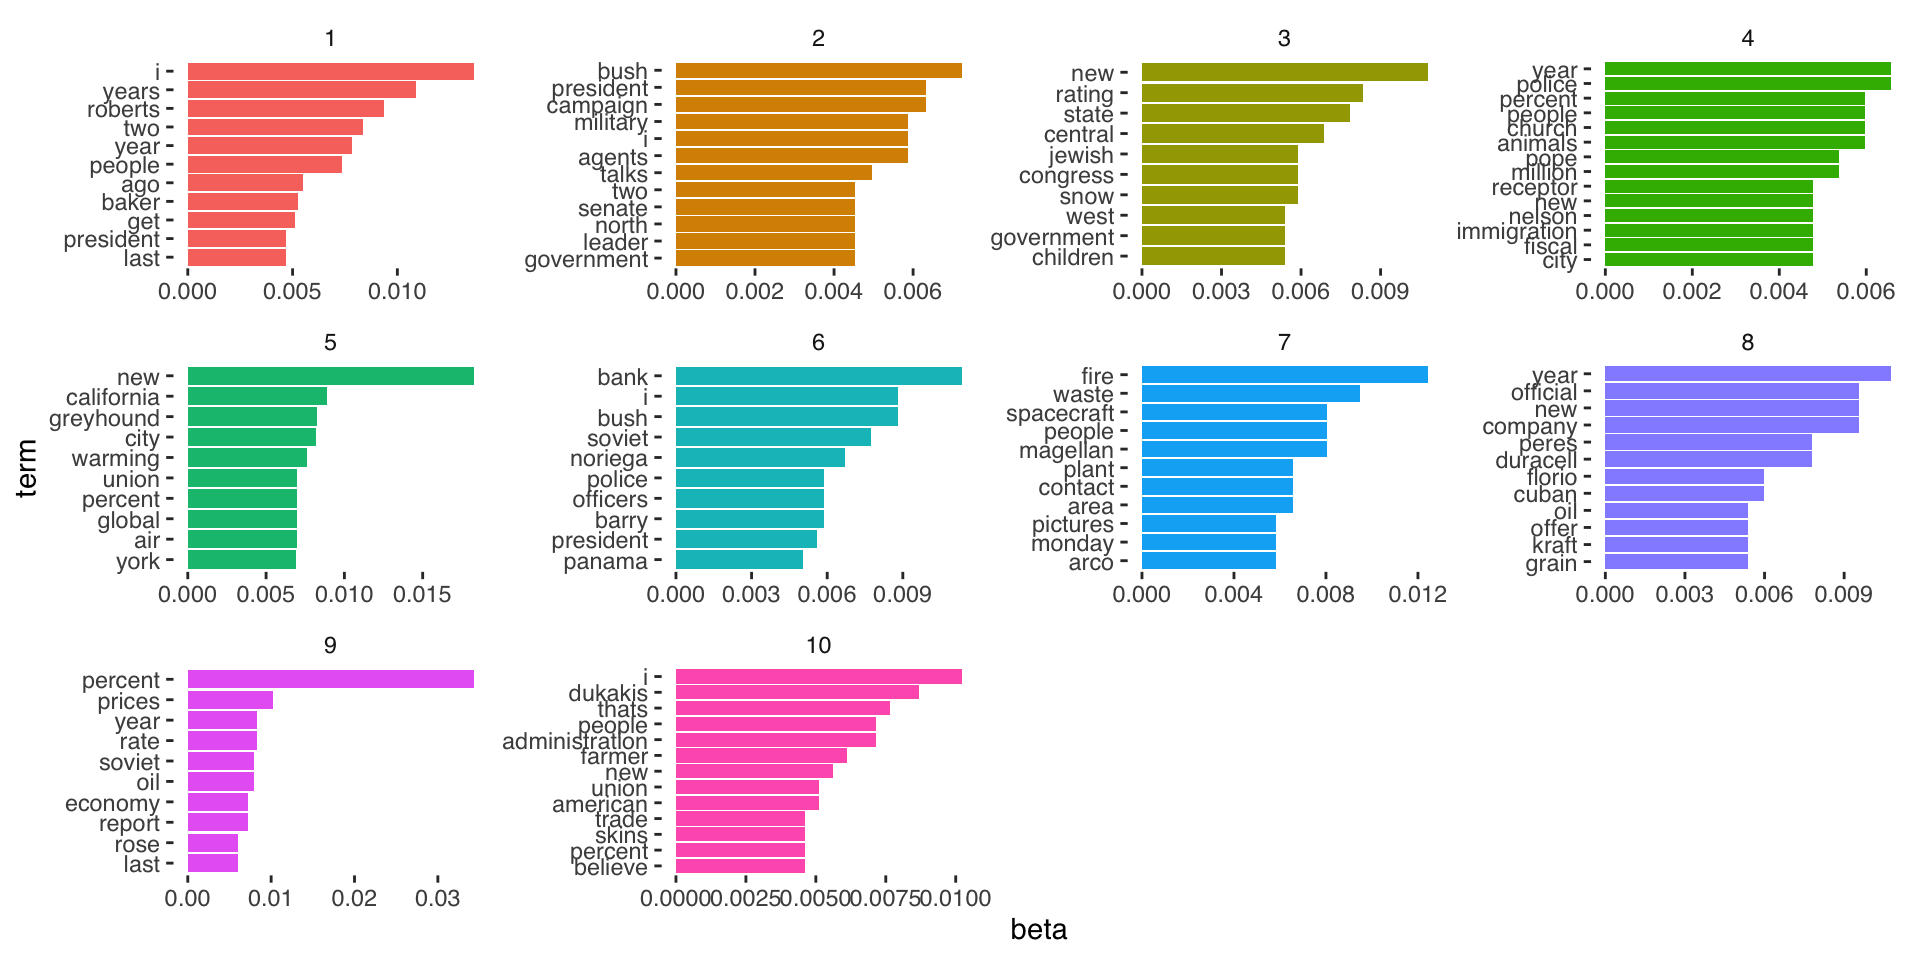 1
i
years
roberts
two
year
people
ago
baker
get
president
last
0.000 0.005 0.010
2
bush
president
campaign
military
i
agents
talks
two
senate
north
leader
government
0.000 0.002 0.004 0.006
3
new
rating
state
central
jewish
congress
snow
west
government
children
0.000 0.003 0.006 0.009
4
year
police
percent
people
church
animals
pope
million
receptor
new
nelson
immigration
fiscal
city
0.000 0.002 0.004 0.006
term
5
new
california
greyhound
city
warming
union
percent
global
air
york
0.000 0.005 0.010 0.015
6
bank
i
bush
soviet
noriega
police
officers
barry
president
panama
0.000 0.003 0.006 0.009
7
fire
waste
spacecraft
people
magellan
plant
contact
area
pictures
monday
arco
0.000 0.004 0.008 0.012
8
year
official
new
company
peres
duracell
florio
cuban
oil
offer
kraft
grain
0.000 0.003 0.006 0.009
9
percent
prices
year
rate
soviet
oil
economy
report
rose
last
0.00 0.01 0.02 0.03
10
i
dukakis
thats
people
administration
farmer
new
union
american
trade
skins
percent
believe
0.0000 0.0025 0.0050 0.0075 0.0100
beta